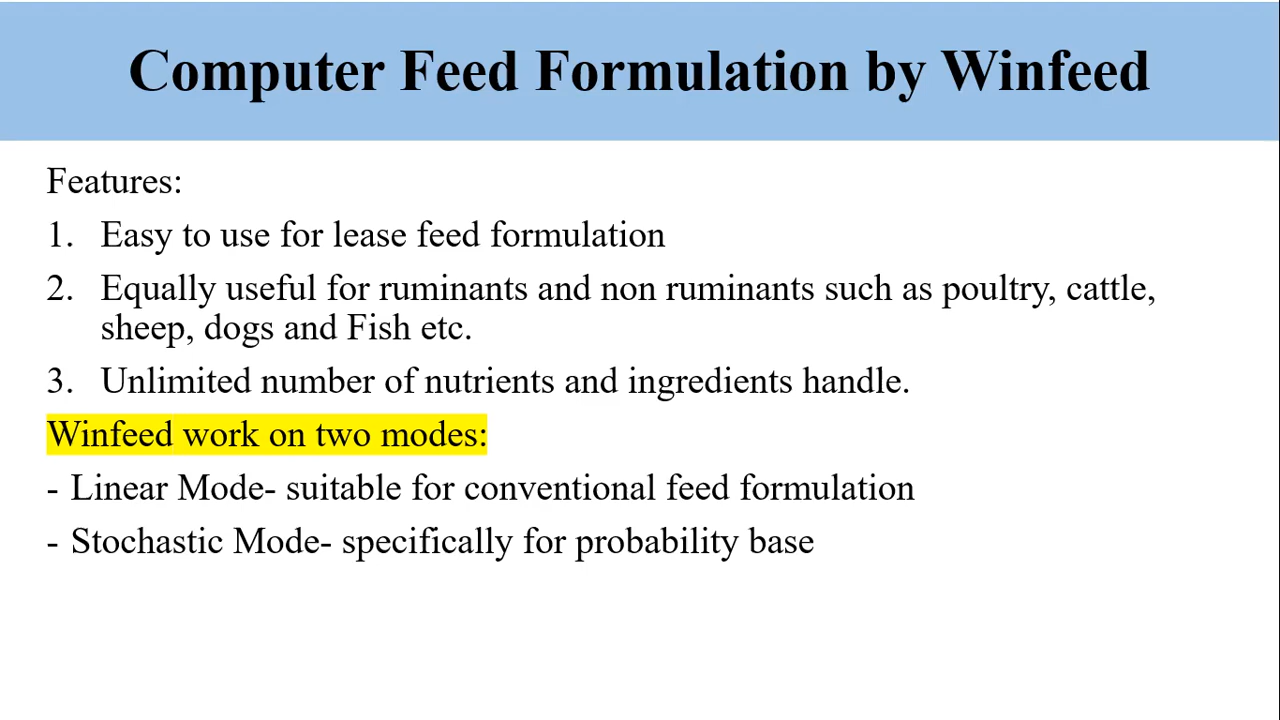 Computer Feed Formulation by Winfeed
Features:
1. Easy to use for lease feed formulation
2. Equally useful for ruminants and non ruminants such as poultry, cattle,
sheep, dogs and Fish etc.
3. Unlimited number of nutrients and ingredients handle.
Winfeed work on two modes:
- Linear Mode- suitable for conventional feed formulation
- Stochastic Mode- specifically for probability base